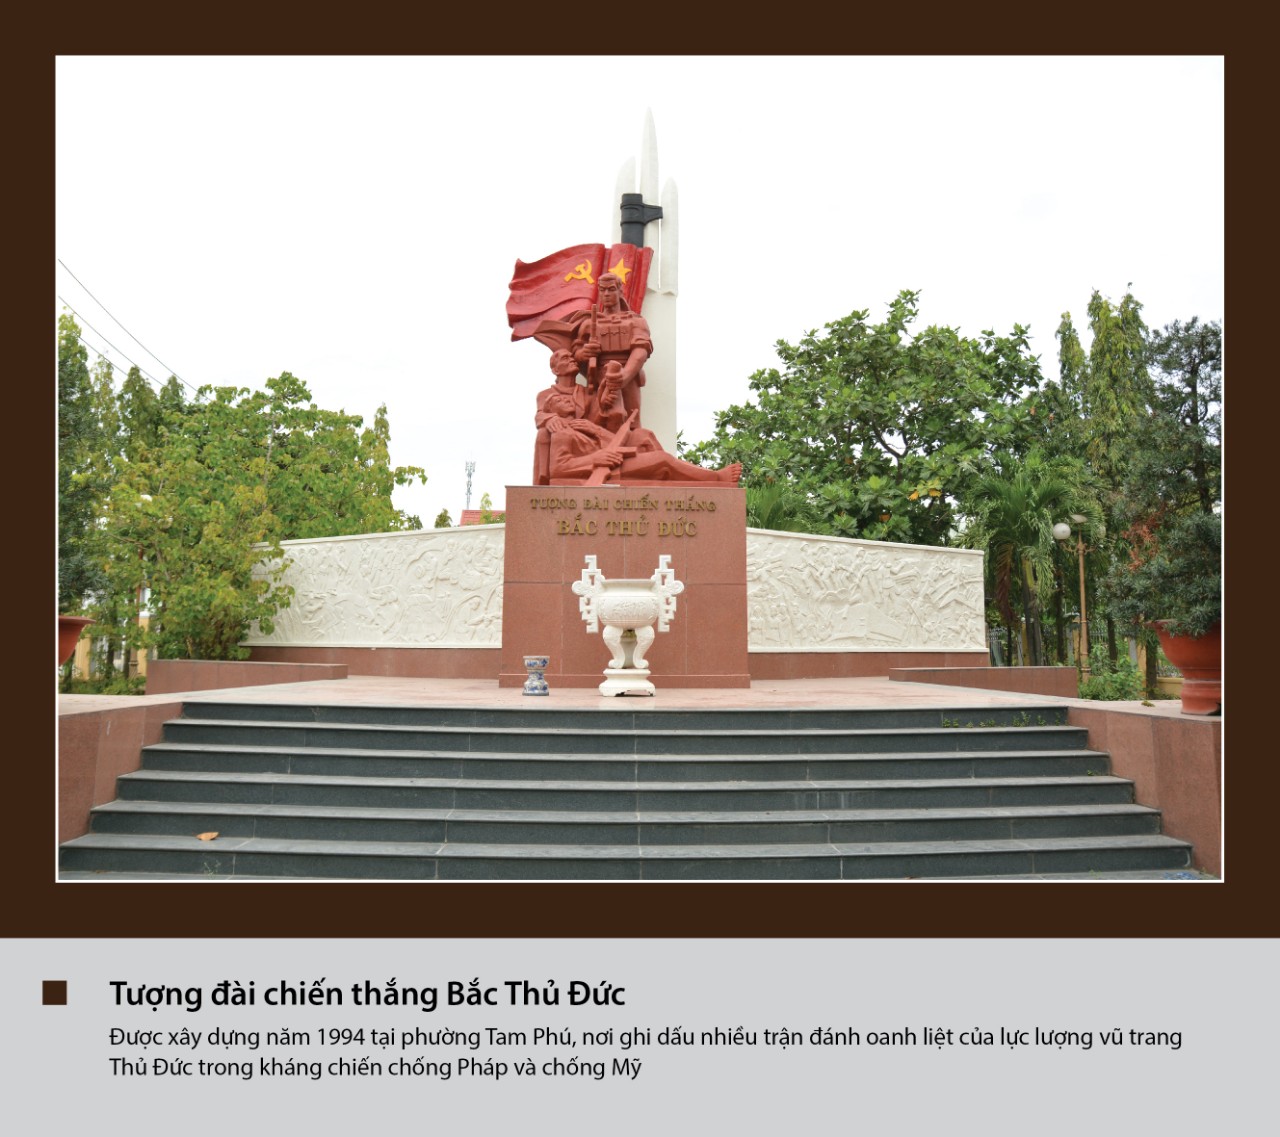 TƯỢNG ĐÀI CHIẾN THẮNG
BẮC THỦ ĐỨC
Tượng đài chiến thắng Bắc Thủ Đức
Được xây dựng năm 1994 tại phường Tam Phú, nơi ghi dấu nhiều trận đánh oanh liệt của lực lượng vũ trang
Thủ Đức trong kháng chiến chống Pháp và chống Mỹ